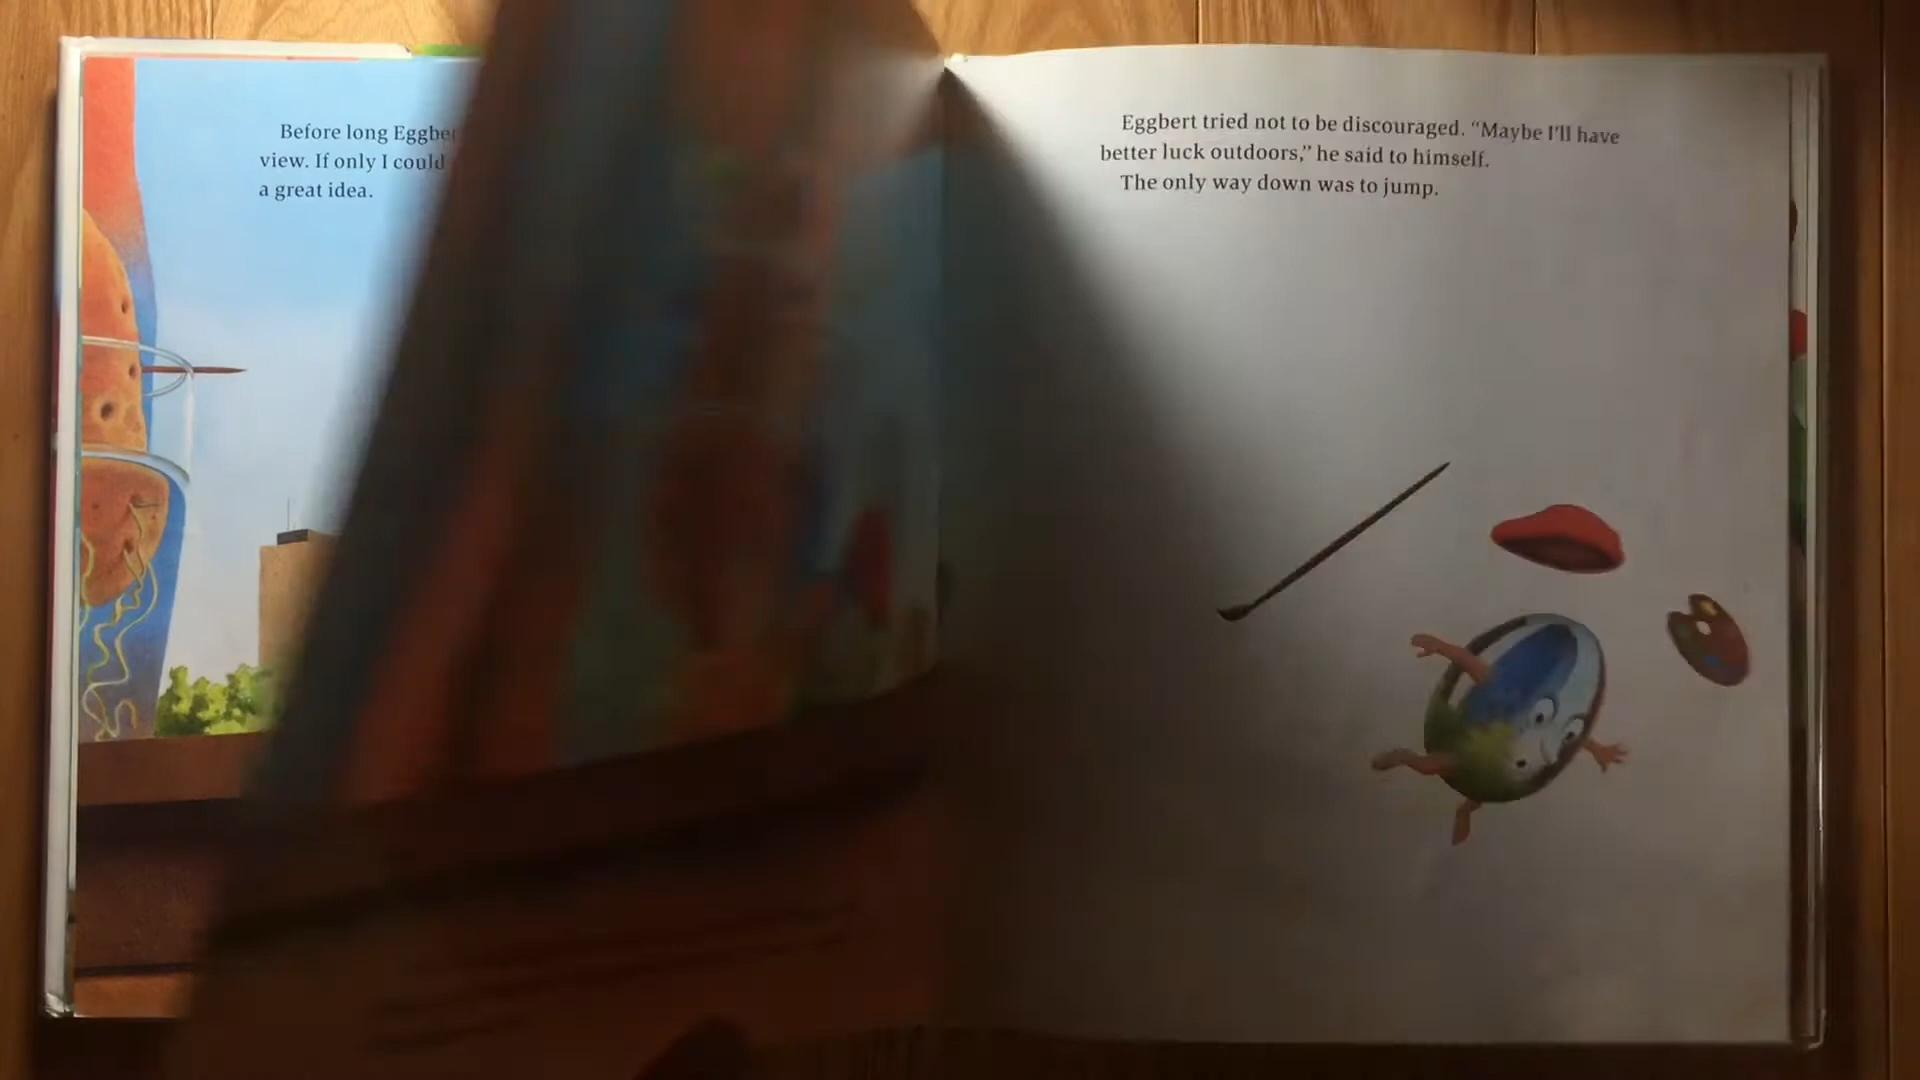 Before long
view. If only I could
a great idea.
Eggbert tried not to be discouraged. “Maybe I’ll have
better luck outdoors,” he said to himself.
The only way down was to jump.